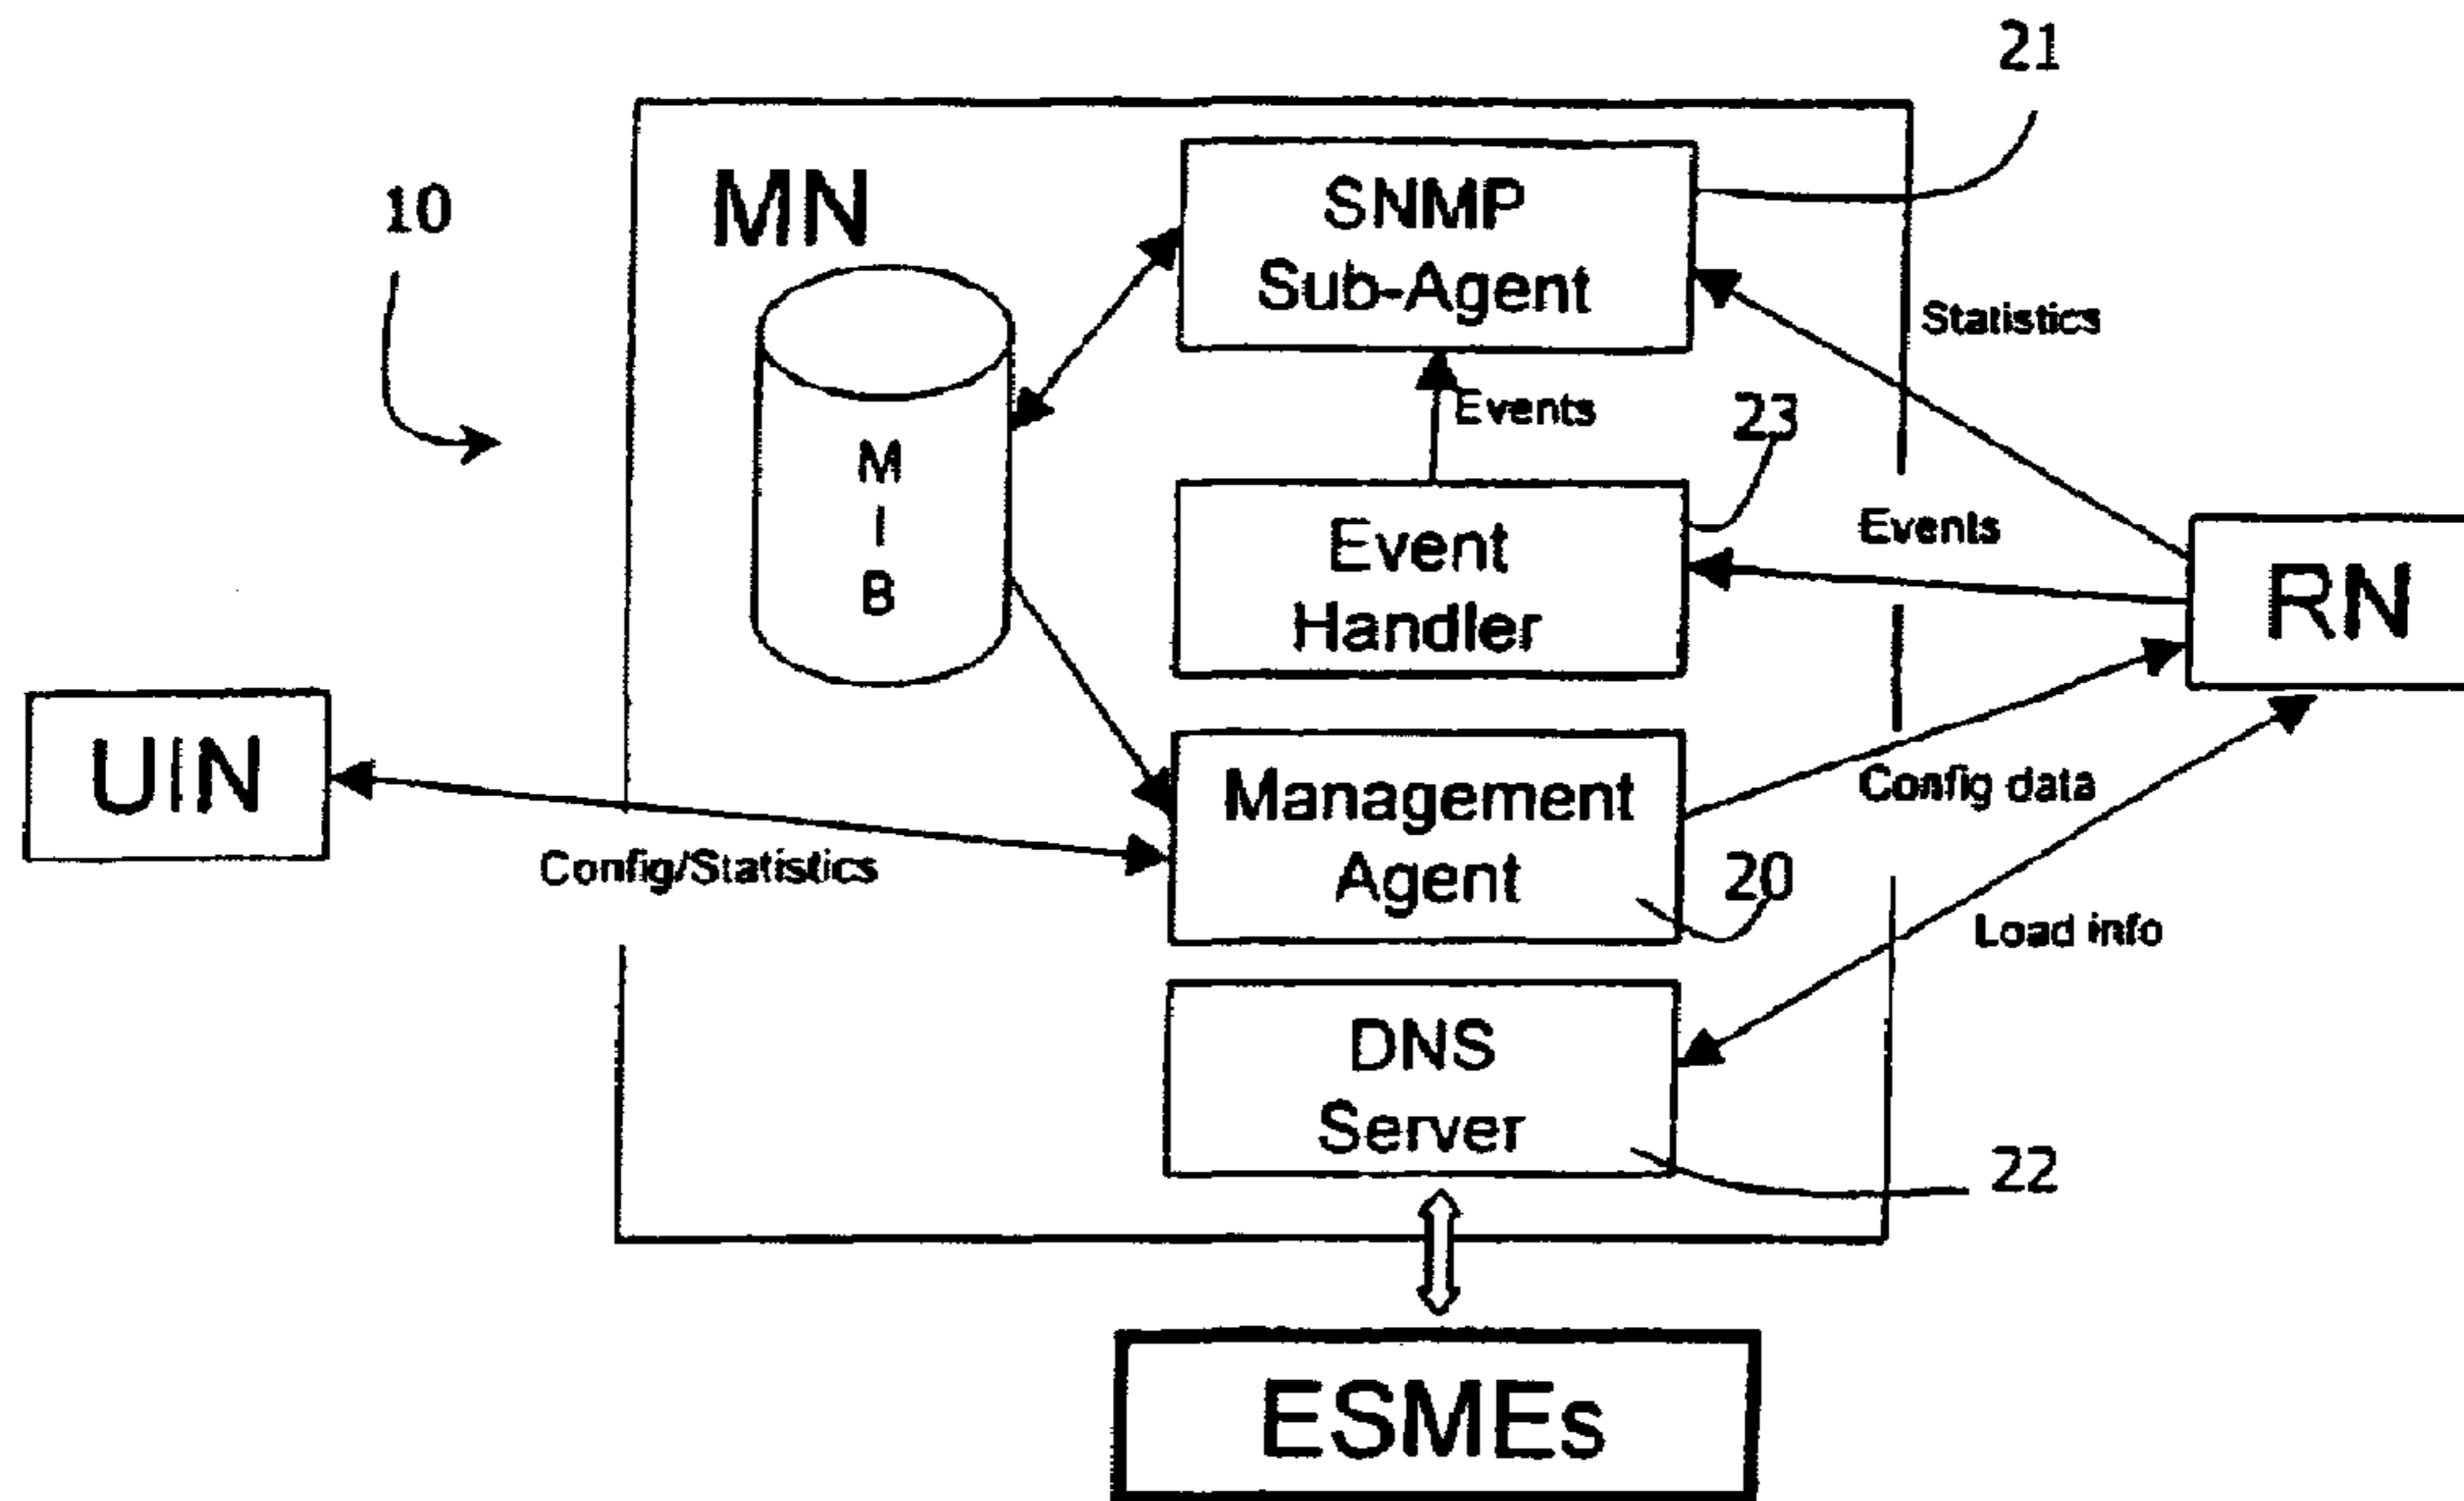 21
10
MN
SNMP
Sub-Agent
Statistics
Events
23
M
I
B
Event
Handler
Events
RN
UIN
Config/Statistics
Management
Agent
20
Config data
Load info
DNS
Server
22
ESMEs